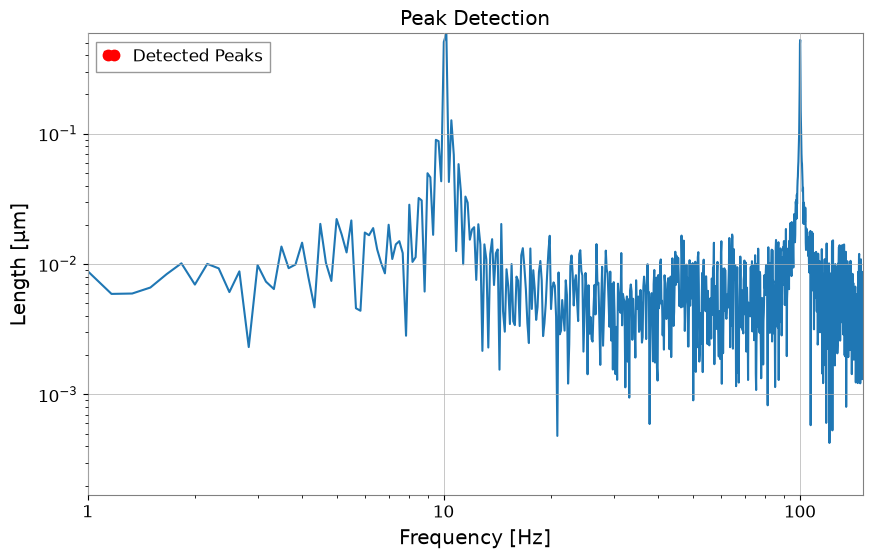 Peak Detection
Detected Peaks
10⁻¹
10⁻²
10⁻³
Length [μm]
1
10
100
Frequency [Hz]